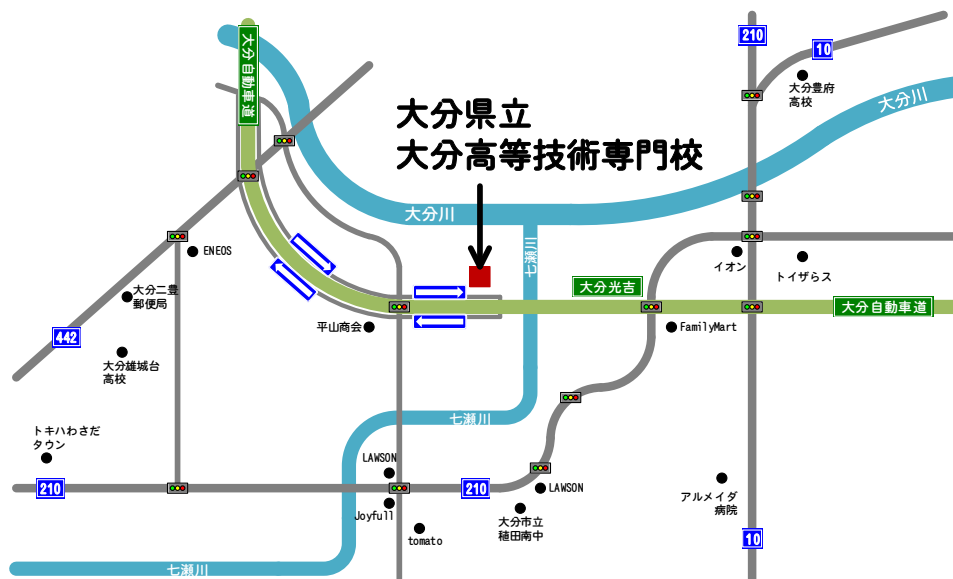 大分自動車道
210
10
大分豊府
高校
大分川
大分県立
大分高等技術専門校
大分川
七瀬川
ENEOS
イオン
トイザらス
大分二豊
郵便局
大分光吉
大分自動車道
平山商会
FamilyMart
442
大分雄城台
高校
七瀬川
トキハわさだ
タウン
LAWSON
210
210
LAWSON
アルメイダ
病院
Joyfull
大分市立
稙田南中
tomato
10
七瀬川